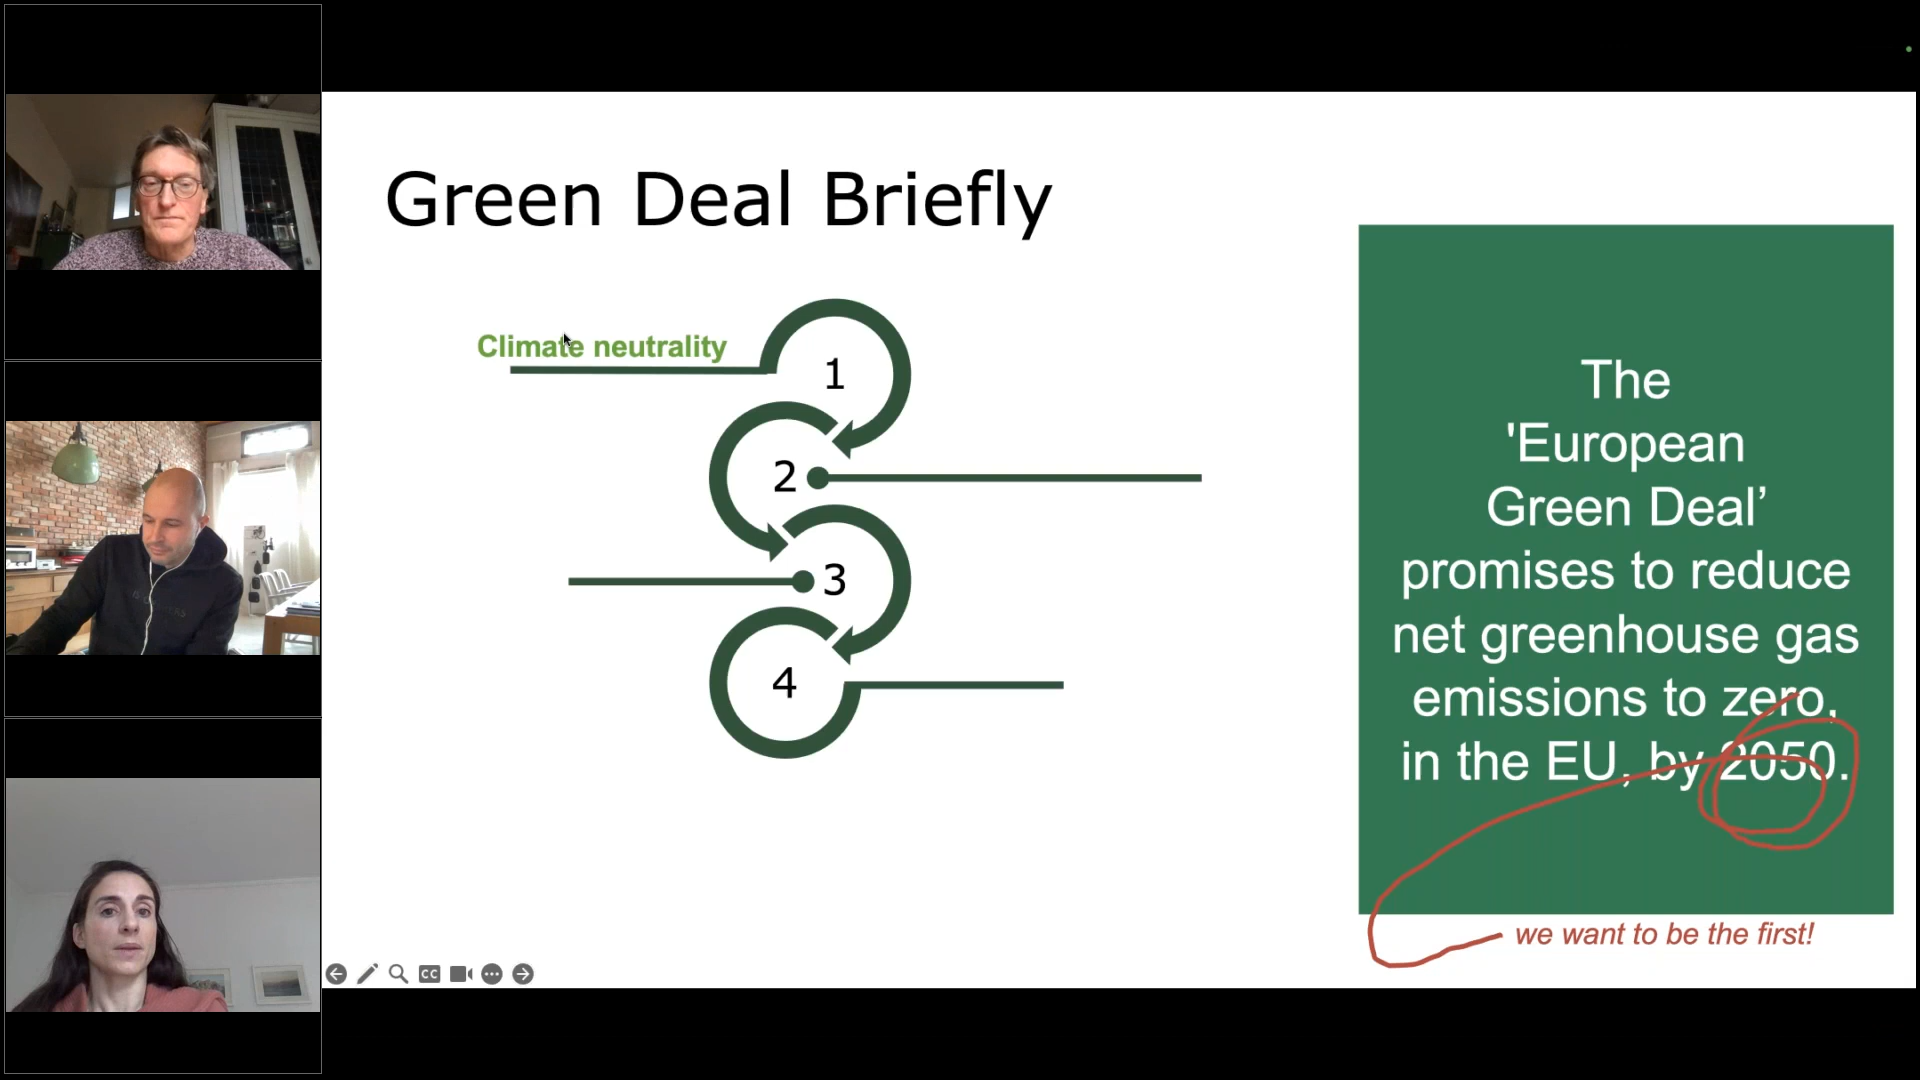 Green Deal Briefly
Climate neutrality
1
2
3
4
The
'European
Green Deal’
promises to reduce
net greenhouse gas
emissions to zero,
in the EU, by 2050.
we want to be the first!
CC